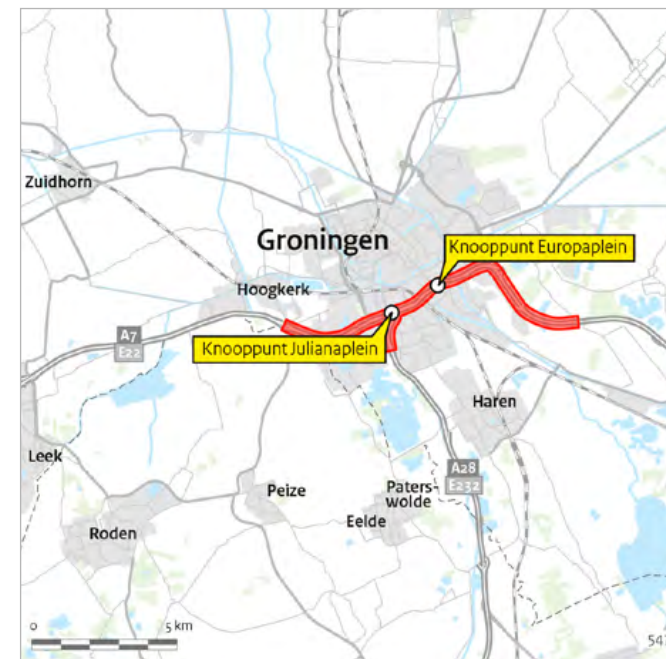 Zuidhorn
Groningen
Knooppunt Europaplein
Hoogkerk
A7
E22
Knooppunt Julianaplein
Haren
Leek
A28
E232
Peize
Paters-
wolde
Eelde
Roden
0 5 km
54